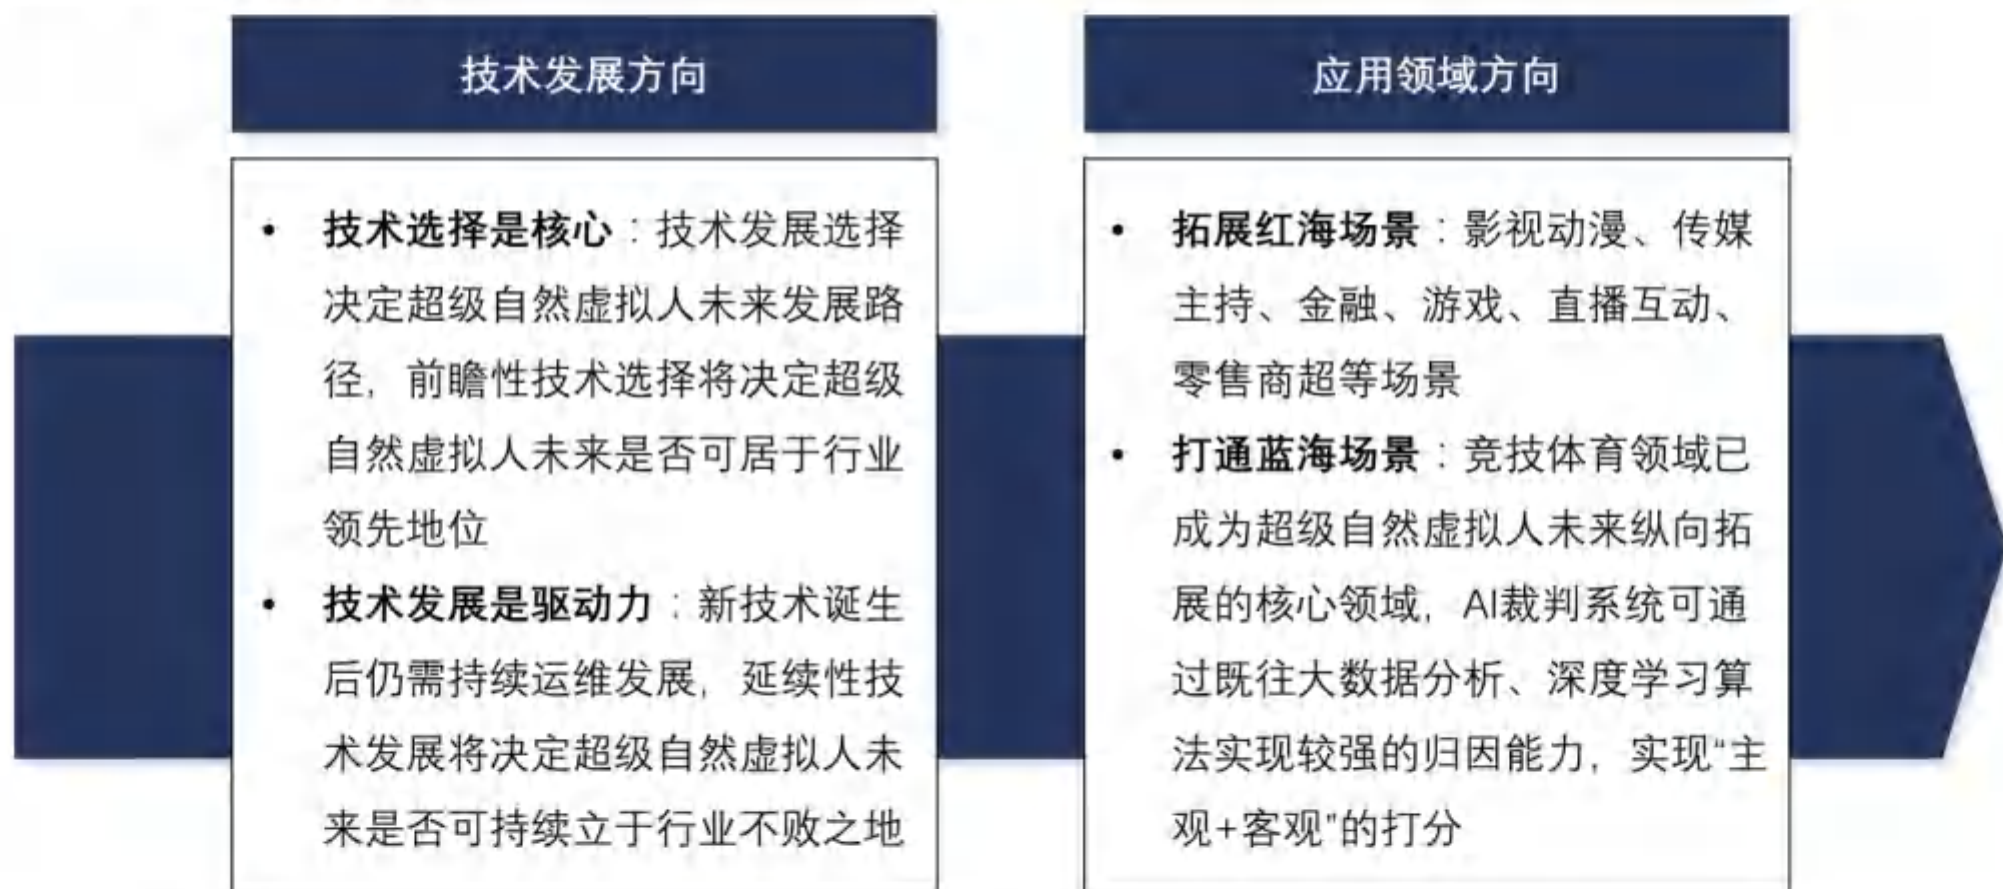 技术发展方向
• 技术选择是核心：技术发展选择
决定超级自然虚拟人未来发展路
径，前瞻性技术选择将决定超级
自然虚拟人未来是否可居于行业
领先地位
• 技术发展是驱动力：新技术诞生
后仍需持续运维发展，延续性技
术发展将决定超级自然虚拟人未
来是否可持续立于行业不败之地
应用领域方向
• 拓展红海场景：影视动漫、传媒
主持、金融、游戏、直播互动、
零售商超等场景
• 打通蓝海场景：竞技体育领域已
成为超级自然虚拟人未来纵向拓
展的核心领域，AI裁判系统可通
过既往大数据分析、深度学习算
法实现较强的归因能力，实现“主
观+客观”的打分